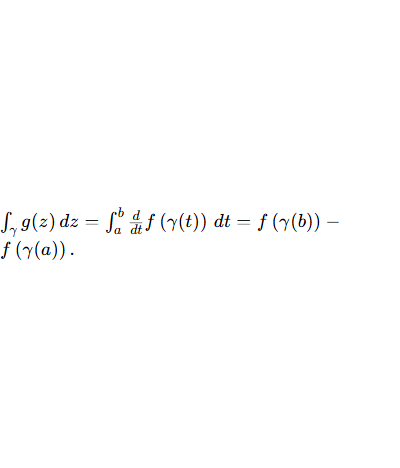 ∫_γ g(z) dz = ∫_a^b d/dt f (γ(t)) dt = f (γ(b)) −
f (γ(a)) .